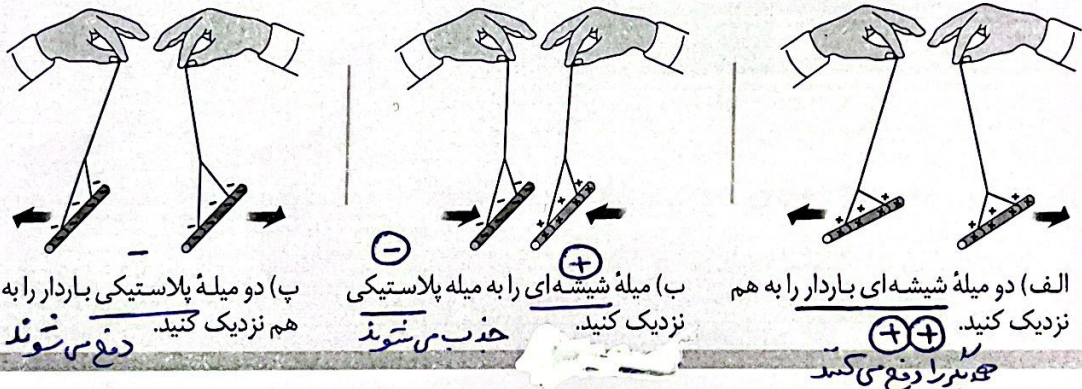 الف) دو میلهٔ شیشه‌ای باردار را به هم
نزدیک کنید.
+ +
همدیگر را دفع می‌کنند
+
ب) میلهٔ شیشه‌ای را به میله پلاستیکی
نزدیک کنید.
-
جذب می‌شوند
-
پ) دو میلهٔ پلاستیکی باردار را به
هم نزدیک کنید.
دفع می‌شوند